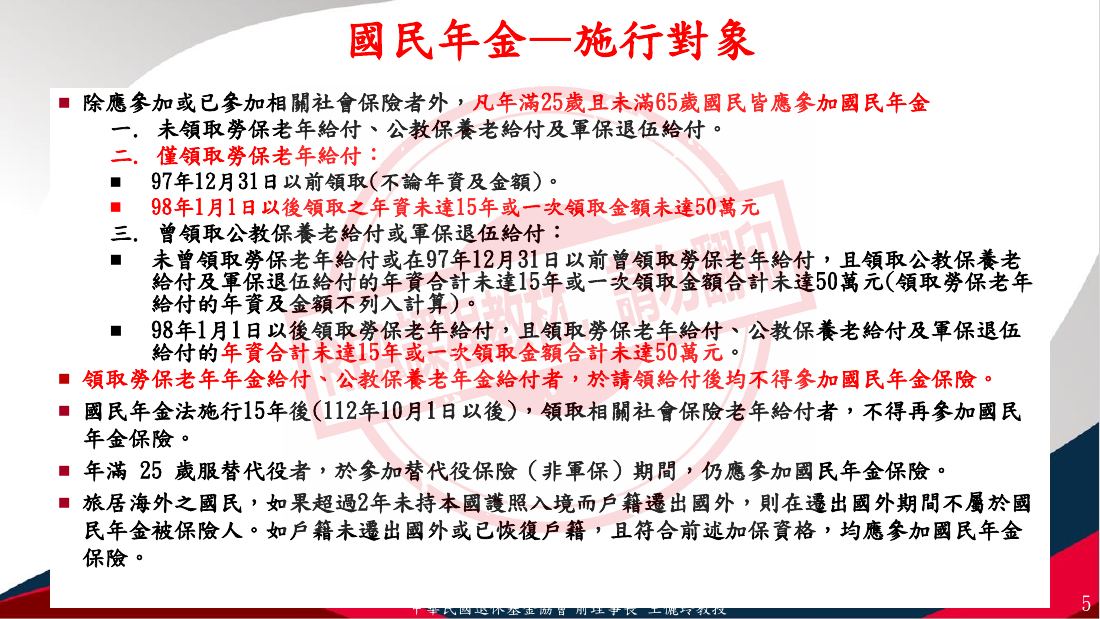 國民年金—施行對象
■ 除應參加或已參加相關社會保險者外，凡年滿25歲且未滿65歲國民皆應參加國民年金
一. 未領取勞保老年給付、公教保養老給付及軍保退伍給付。
二. 僅領取勞保老年給付：
■ 97年12月31日以前領取(不論年資及金額)。
■ 98年1月1日以後領取之年資未達15年或一次領取金額未達50萬元
三. 曾領取公教保養老給付或軍保退伍給付：
■ 未曾領取勞保老年給付或在97年12月31日以前曾領取勞保老年給付，且領取公教保養老
給付及軍保退伍給付的年資合計未達15年或一次領取金額合計未達50萬元(領取勞保老年
給付的年資及金額不列入計算)。
■ 98年1月1日以後領取勞保老年給付，且領取勞保老年給付、公教保養老給付及軍保退伍
給付的年資合計未達15年或一次領取金額合計未達50萬元。
■ 領取勞保老年年金給付、公教保養老年金給付者，於請領給付後均不得參加國民年金保險。
■ 國民年金法施行15年後(112年10月1日以後)，領取相關社會保險老年給付者，不得再參加國民
年金保險。
■ 年滿 25 歲服替代役者，於參加替代役保險（非軍保）期間，仍應參加國民年金保險。
■ 旅居海外之國民，如果超過2年未持本國護照入境而戶籍遷出國外，則在遷出國外期間不屬於國
民年金被保險人。如戶籍未遷出國外或已恢復戶籍，且符合前述加保資格，均應參加國民年金
保險。
請勿翻印
中華民國退休基金協會 前理事長 王儷玲教授
5